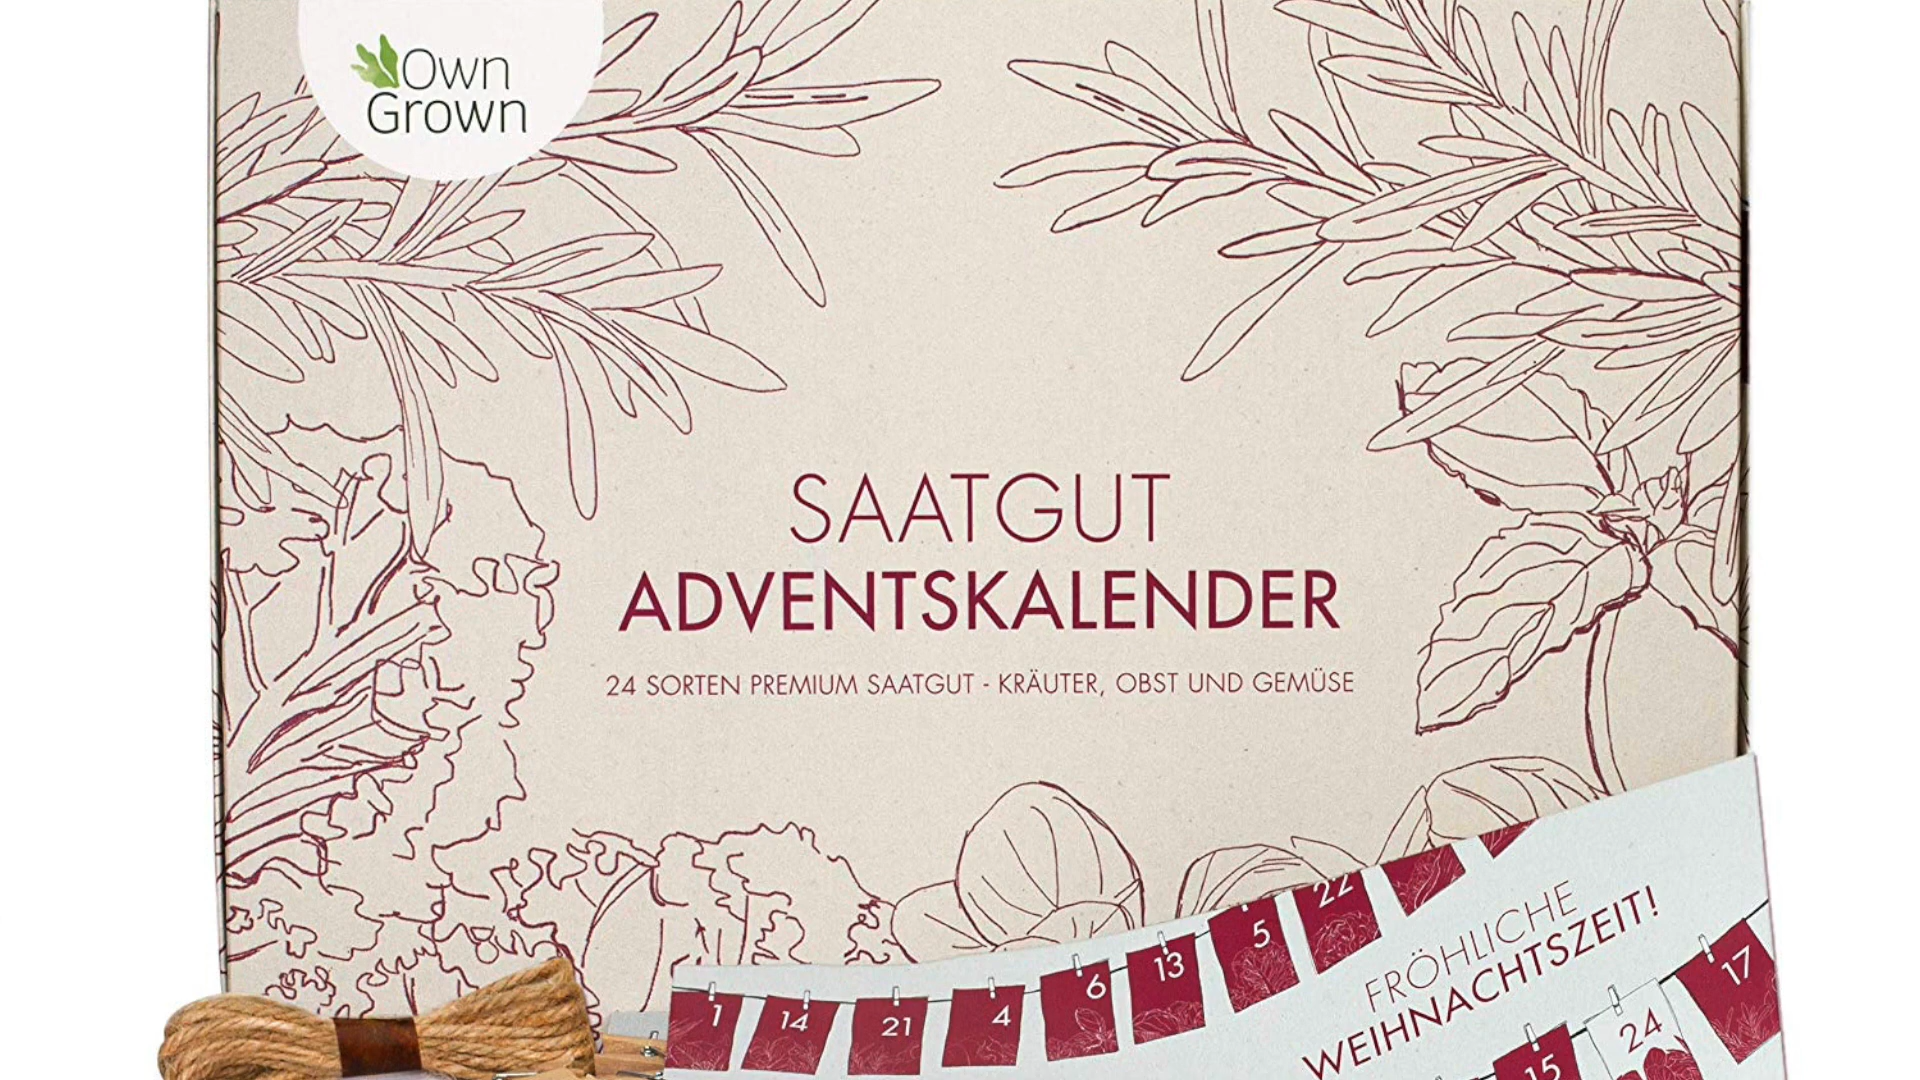 Own
Grown
SAATGUT
ADVENTSKALENDER
24 SORTEN PREMIUM SAATGUT - KRÄUTER, OBST UND GEMÜSE
1
14
21
4
6
13
5
22
FRÖHLICHE
WEIHNACHTSZEIT!
15
24
17